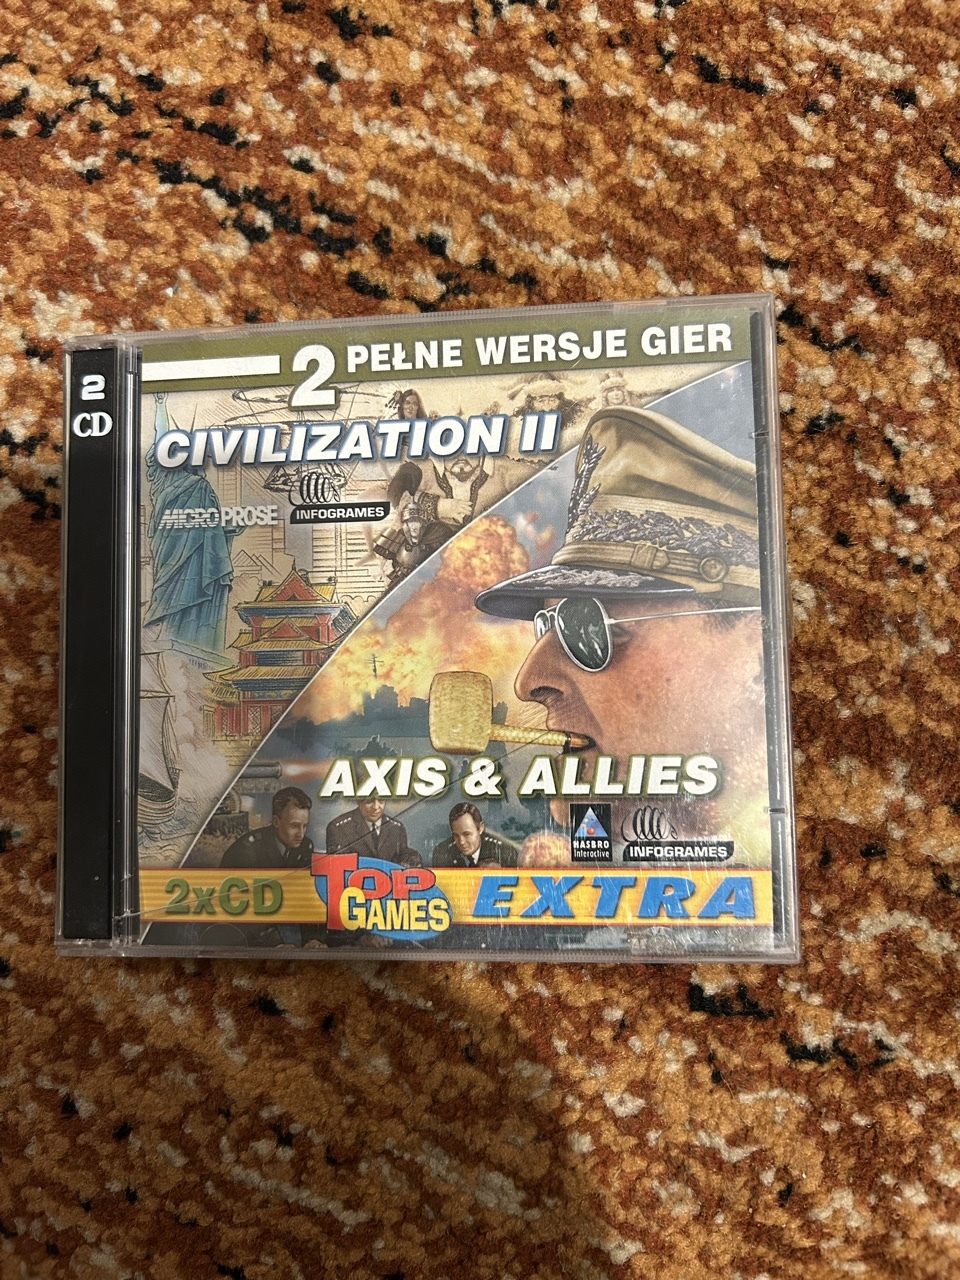 2
CD
2 PEŁNE WERSJE GIER
CIVILIZATION II
MICROPROSE
INFOGRAMES
AXIS & ALLIES
HASBRO
Interactive
INFOGRAMES
2xCD
TOP
GAMES
EXTRA